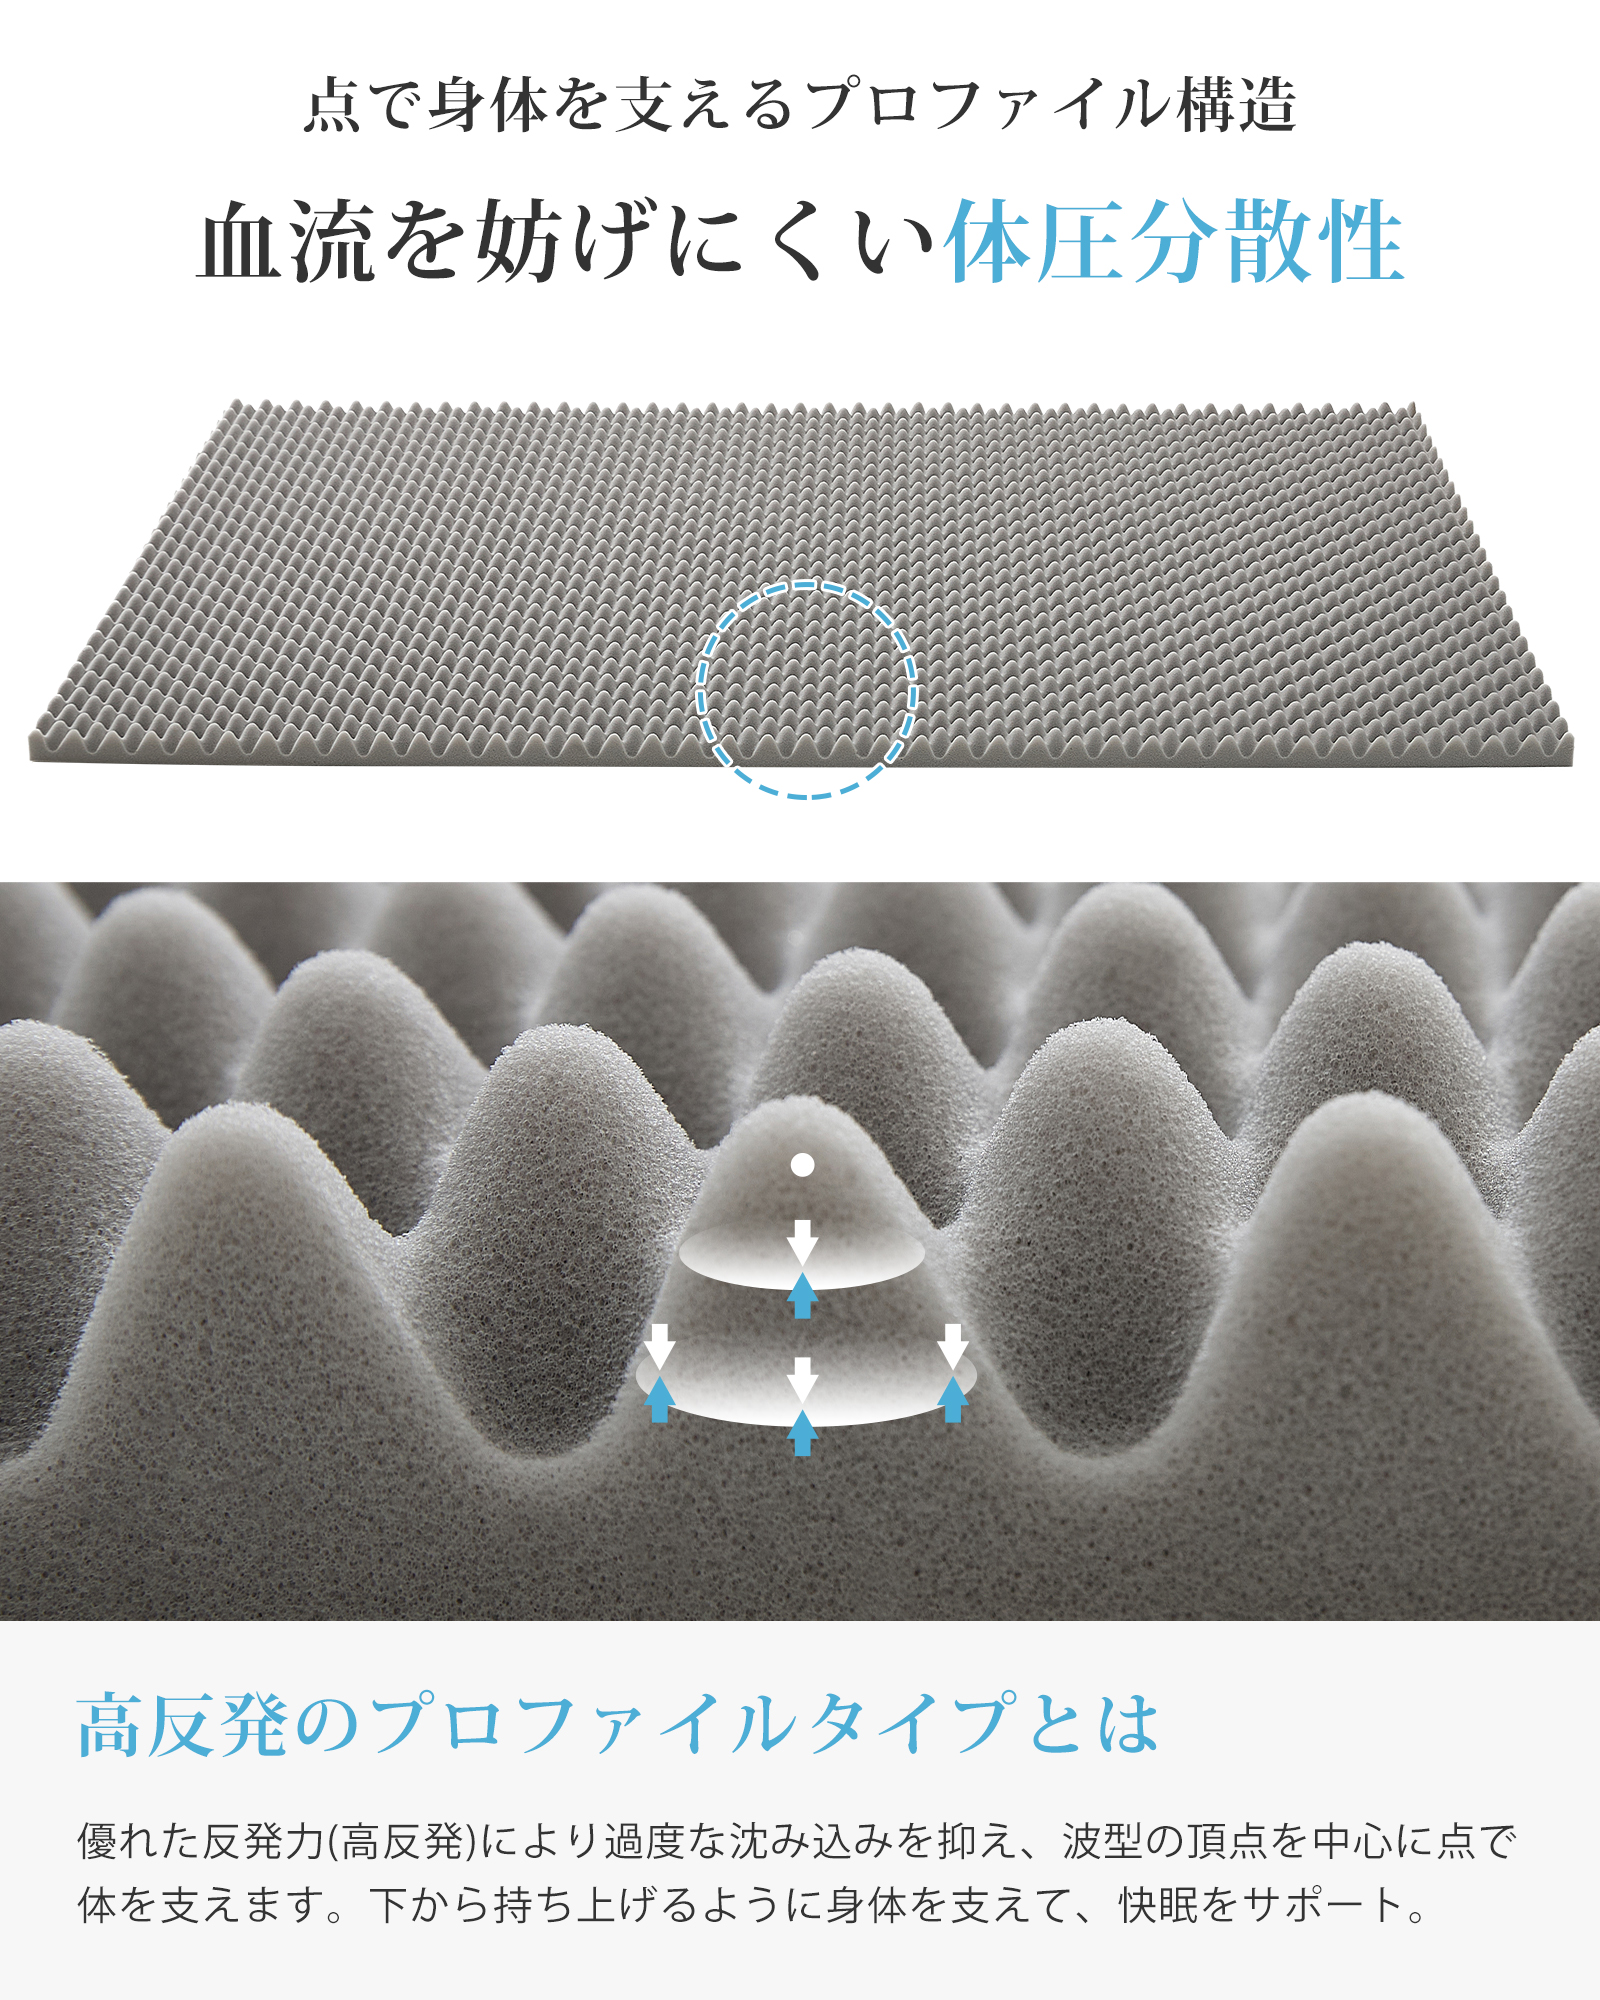 点で身体を支えるプロファイル構造
血流を妨げにくい体圧分散性
高反発のプロファイルタイプとは
優れた反発力(高反発)により過度な沈み込みを抑え、波型の頂点を中心に点で
体を支えます。下から持ち上げるように身体を支えて、快眠をサポート。